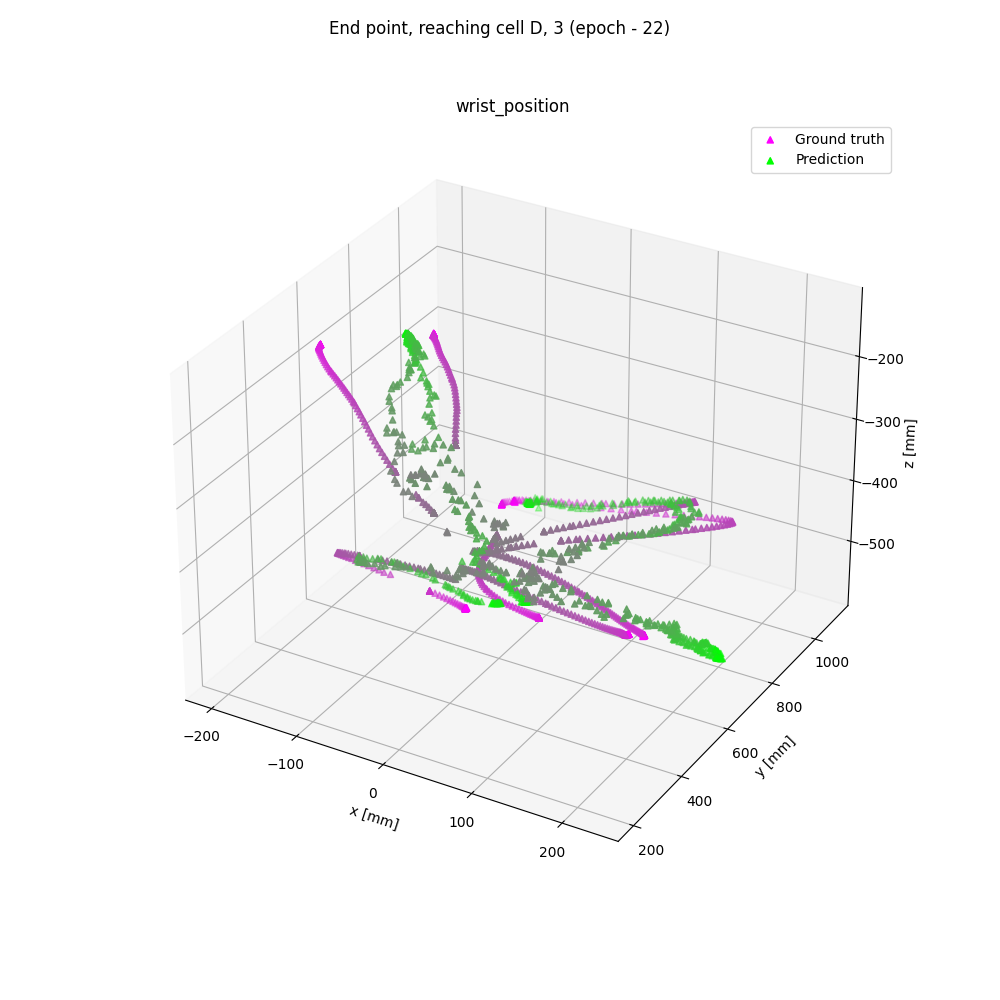 End point, reaching cell D, 3 (epoch - 22)
wrist_position
Ground truth
Prediction
−200
−300
−400
−500
z [mm]
1000
800
600
400
200
y [mm]
−200
−100
0
100
200
x [mm]